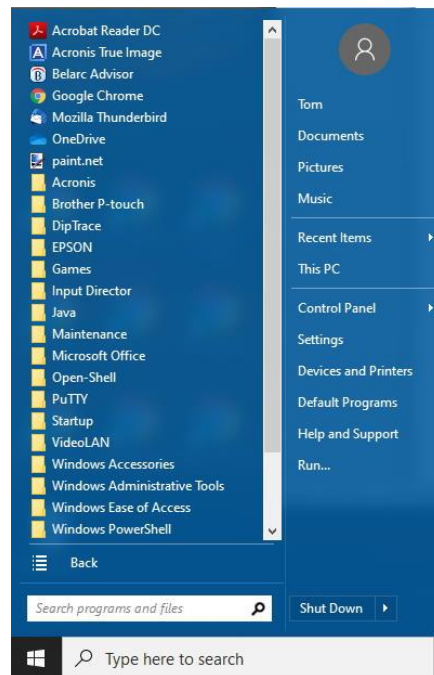 Acrobat Reader DC
Acronis True Image
Belarc Advisor
Google Chrome
Mozilla Thunderbird
OneDrive
paint.net
Acronis
Brother P-touch
DipTrace
EPSON
Games
Input Director
Java
Maintenance
Microsoft Office
Open-Shell
PuTTY
Startup
VideoLAN
Windows Accessories
Windows Administrative Tools
Windows Ease of Access
Windows PowerShell
Back
Search programs and files
Tom
Documents
Pictures
Music
Recent Items
This PC
Control Panel
Settings
Devices and Printers
Default Programs
Help and Support
Run...
Shut Down
Type here to search